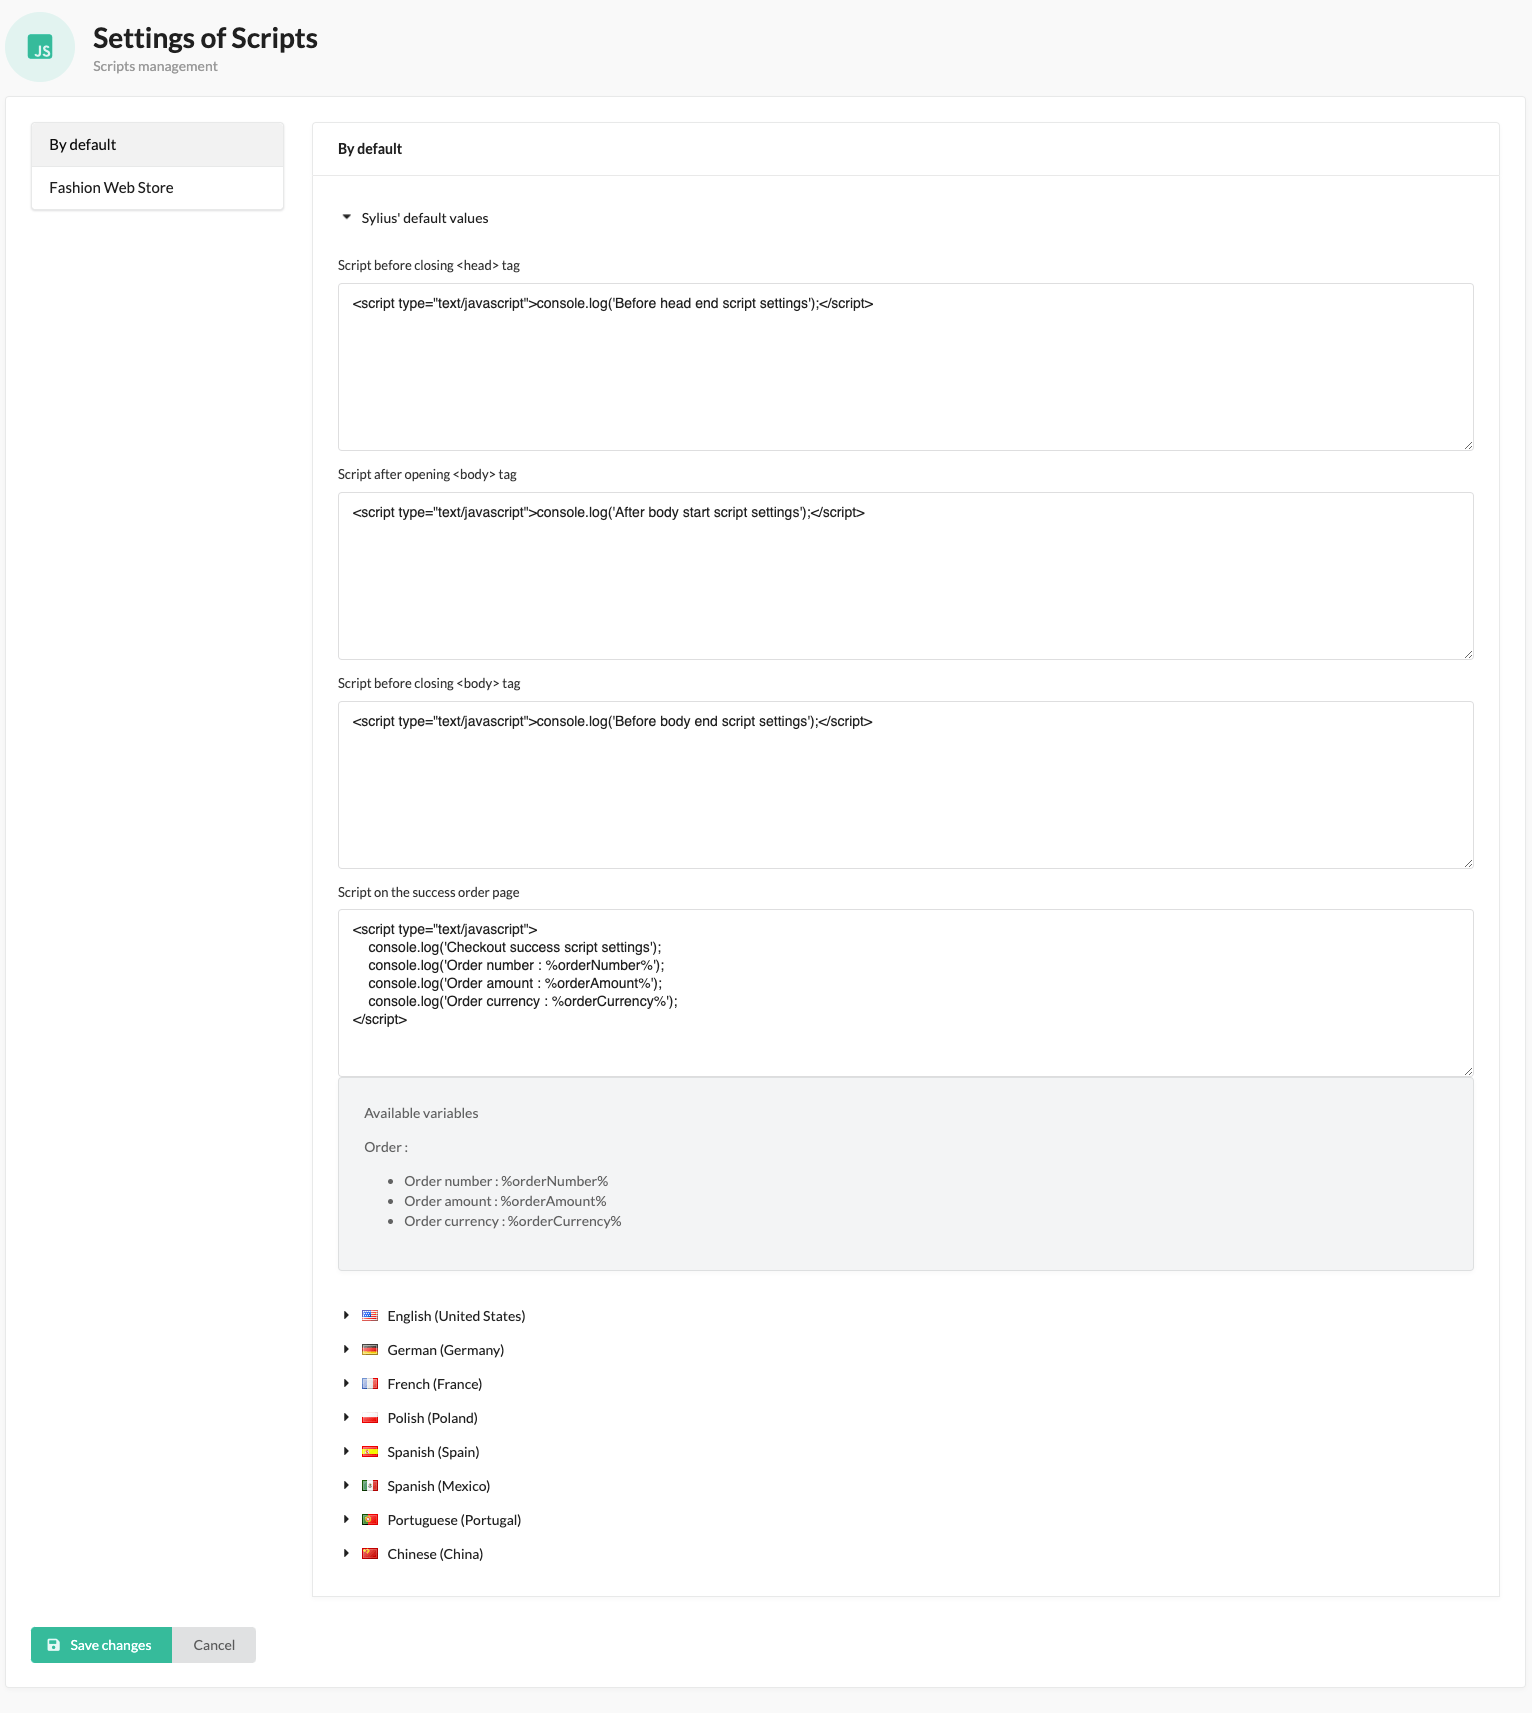 JS
Settings of Scripts
Scripts management
By default
Fashion Web Store
By default
Sylius' default values
Script before closing <head> tag
<script type="text/javascript">console.log('Before head end script settings');</script>
Script after opening <body> tag
<script type="text/javascript">console.log('After body start script settings');</script>
Script before closing <body> tag
<script type="text/javascript">console.log('Before body end script settings');</script>
Script on the success order page
<script type="text/javascript">
    console.log('Checkout success script settings');
    console.log('Order number : %orderNumber%');
    console.log('Order amount : %orderAmount%');
    console.log('Order currency : %orderCurrency%');
</script>
Available variables
Order :
• Order number : %orderNumber%
• Order amount : %orderAmount%
• Order currency : %orderCurrency%
English (United States)
German (Germany)
French (France)
Polish (Poland)
Spanish (Spain)
Spanish (Mexico)
Portuguese (Portugal)
Chinese (China)
Save changes
Cancel